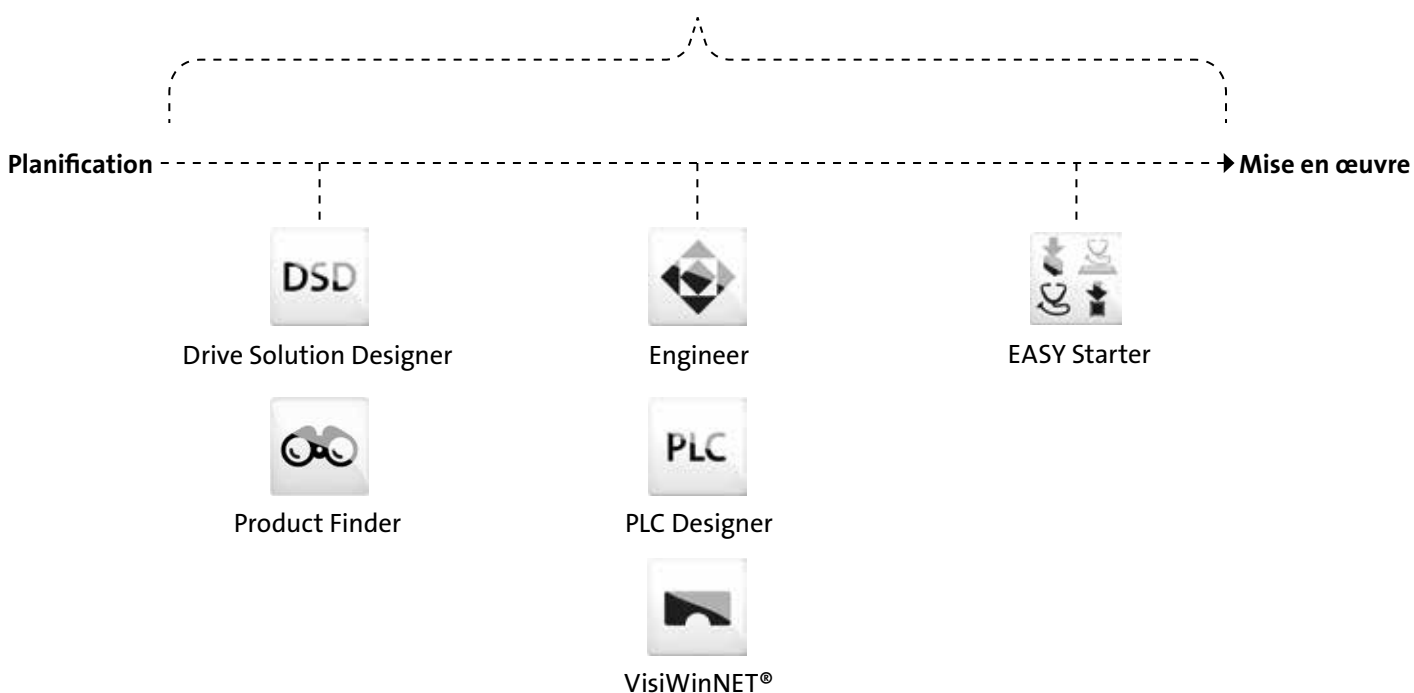 Planification
Mise en œuvre
DSD
Drive Solution Designer
Engineer
EASY Starter
Product Finder
PLC
PLC Designer
VisiWinNET®